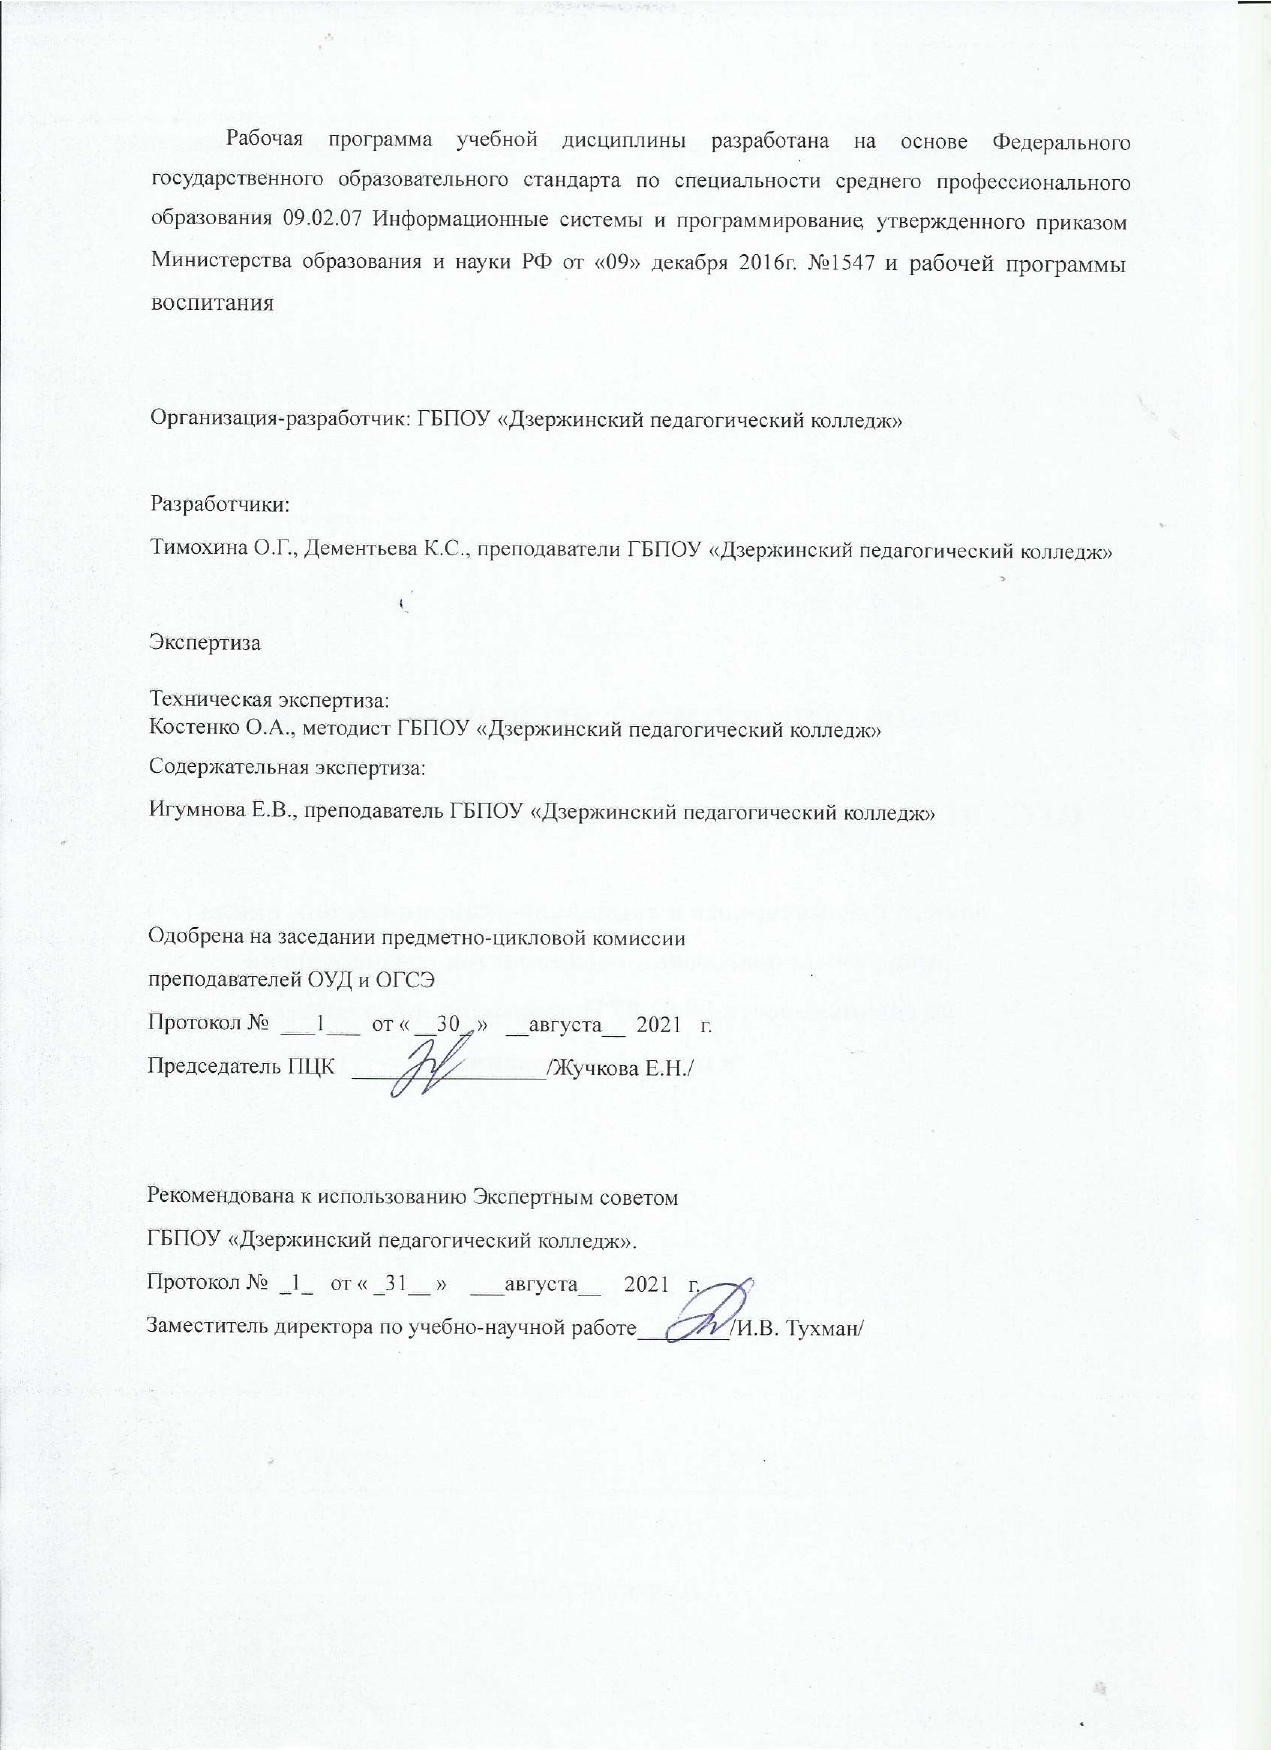 Рабочая программа учебной дисциплины разработана на основе Федерального
государственного образовательного стандарта по специальности среднего профессионального
образования 09.02.07 Информационные системы и программирование, утвержденного приказом
Министерства образования и науки РФ от «09» декабря 2016г. №1547 и рабочей программы
воспитания
Организация-разработчик: ГБПОУ «Дзержинский педагогический колледж»
Разработчики:
Тимохина О.Г., Дементьева К.С., преподаватели ГБПОУ «Дзержинский педагогический колледж»
Экспертиза
Техническая экспертиза:
Костенко О.А., методист ГБПОУ «Дзержинский педагогический колледж»
Содержательная экспертиза:
Игумнова Е.В., преподаватель ГБПОУ «Дзержинский педагогический колледж»
Одобрена на заседании предметно-цикловой комиссии
преподавателей ОУД и ОГСЭ
Протокол № ___1___ от « __30__» __августа__ 2021 г.
Председатель ПЦК _________________/Жучкова Е.Н./
Рекомендована к использованию Экспертным советом
ГБПОУ «Дзержинский педагогический колледж».
Протокол № _1_ от « _31__ » ___августа__ 2021 г.
Заместитель директора по учебно-научной работе________/И.В. Тухман/